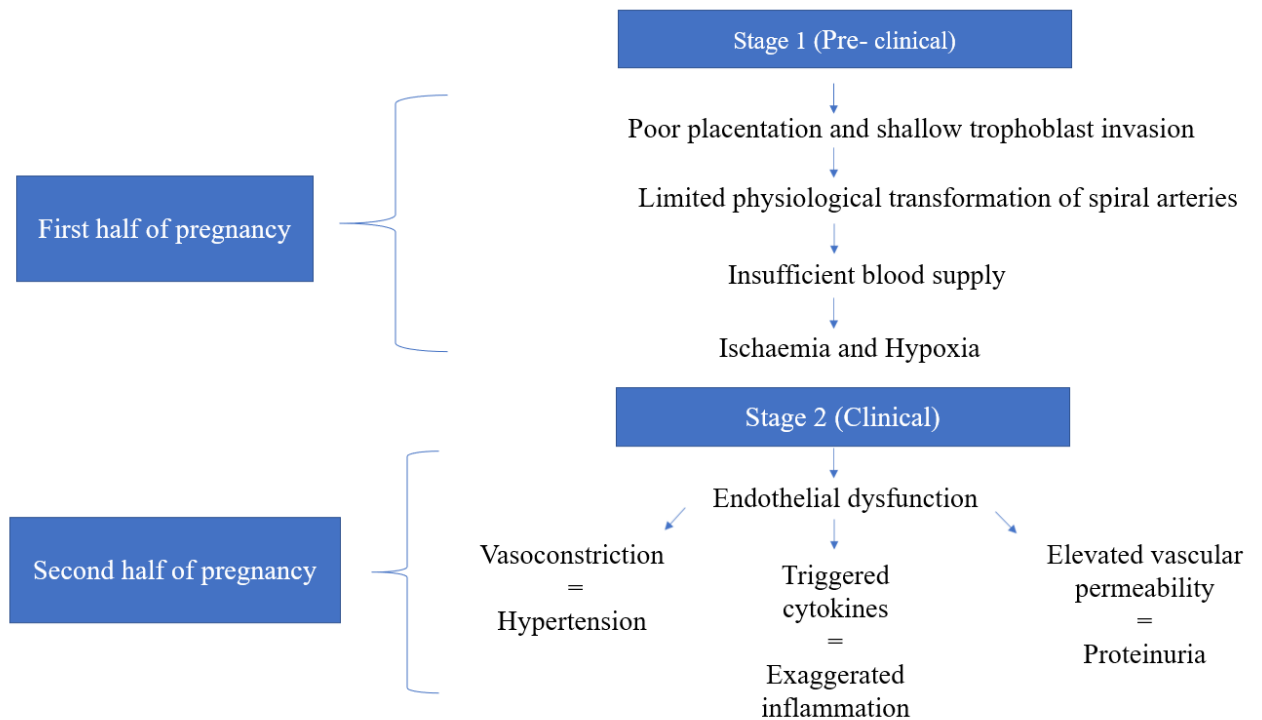 Stage 1 (Pre- clinical)
Poor placentation and shallow trophoblast invasion
Limited physiological transformation of spiral arteries
First half of pregnancy
Insufficient blood supply
Ischaemia and Hypoxia
Stage 2 (Clinical)
Endothelial dysfunction
Second half of pregnancy
Vasoconstriction
=
Hypertension
Triggered
cytokines
=
Exaggerated
inflammation
Elevated vascular
permeability
=
Proteinuria